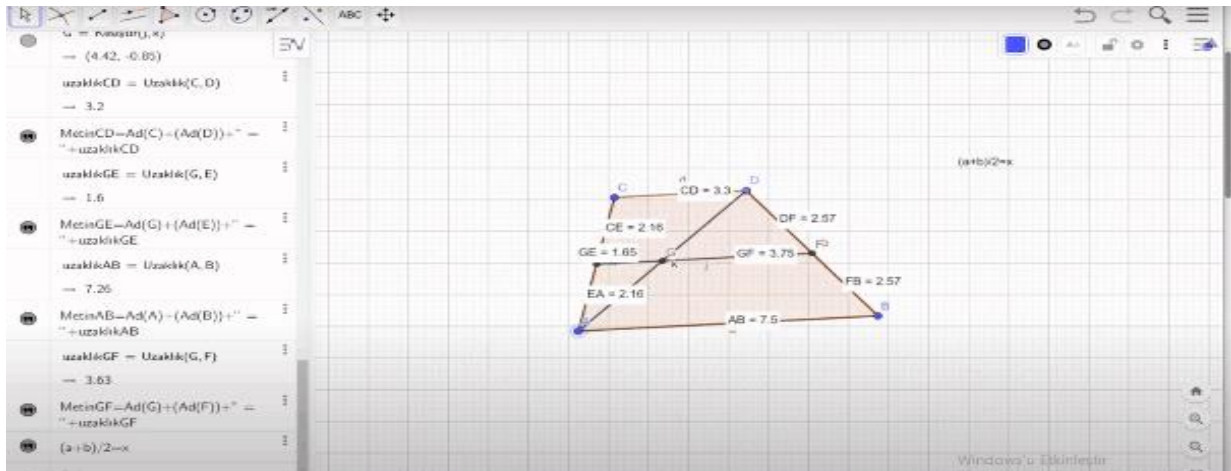 ABC
→ (4.42, -0.85)
uzaklıkCD = Uzaklık(C, D)
→ 3.2
MetinCD=Ad(C)+(Ad(D))+" =
"+uzaklıkCD
uzaklıkGE = Uzaklık(G, E)
→ 1.6
MetinGE=Ad(G)+(Ad(E))+" =
"+uzaklıkGE
uzaklıkAB = Uzaklık(A, B)
→ 7.26
MetinAB=Ad(A)+(Ad(B))+" =
"+uzaklıkAB
uzaklıkGF = Uzaklık(G, F)
→ 3.63
MetinGF=Ad(G)+(Ad(F))+" =
"+uzaklıkGF
(a+b)/2=x
(a+b)/2=x
C
CD = 3.3
D
CE = 2.16
DF = 2.57
GE = 1.65
G
GF = 3.75
F
EA = 2.16
FB = 2.57
AB = 7.5
B
Windows'u Etkinleştir